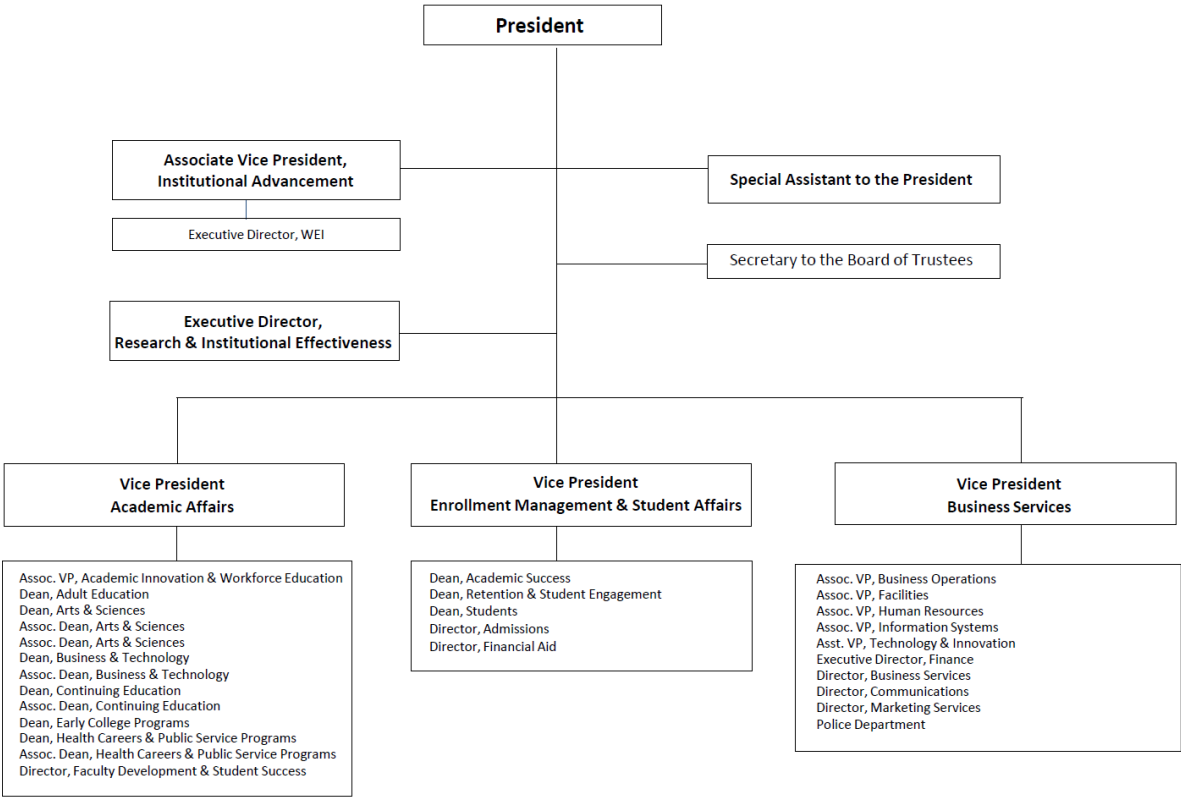 President
Associate Vice President,
Institutional Advancement
Special Assistant to the President
Executive Director, WEI
Secretary to the Board of Trustees
Executive Director,
Research & Institutional Effectiveness
Vice President
Academic Affairs
Vice President
Enrollment Management & Student Affairs
Vice President
Business Services
Assoc. VP, Academic Innovation & Workforce Education
Dean, Adult Education
Dean, Arts & Sciences
Assoc. Dean, Arts & Sciences
Assoc. Dean, Arts & Sciences
Dean, Business & Technology
Assoc. Dean, Business & Technology
Dean, Continuing Education
Assoc. Dean, Continuing Education
Dean, Early College Programs
Dean, Health Careers & Public Service Programs
Assoc. Dean, Health Careers & Public Service Programs
Director, Faculty Development & Student Success
Dean, Academic Success
Dean, Retention & Student Engagement
Dean, Students
Director, Admissions
Director, Financial Aid
Assoc. VP, Business Operations
Assoc. VP, Facilities
Assoc. VP, Human Resources
Assoc. VP, Information Systems
Asst. VP, Technology & Innovation
Executive Director, Finance
Director, Business Services
Director, Communications
Director, Marketing Services
Police Department